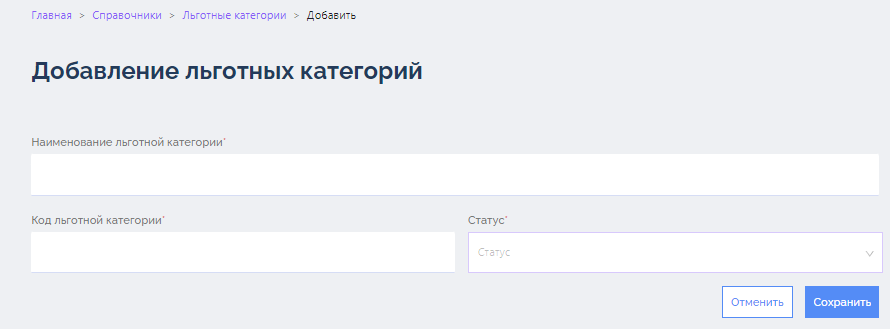 Главная > Справочники > Льготные категории > Добавить
Добавление льготных категорий
Наименование льготной категории*
Код льготной категории* Статус*
Статус
Отменить Сохранить